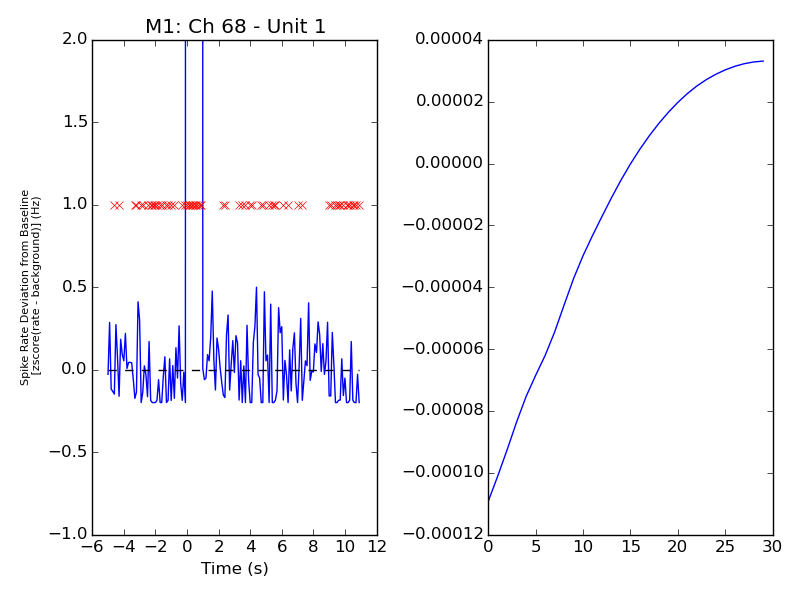 M1: Ch 68 - Unit 1
2.0
1.5
1.0
0.5
0.0
−0.5
−1.0
Spike Rate Deviation from Baseline
[zscore(rate - background)] (Hz)
−6 −4 −2 0 2 4 6 8 10 12
Time (s)
0.00004
0.00002
0.00000
−0.00002
−0.00004
−0.00006
−0.00008
−0.00010
−0.00012
0 5 10 15 20 25 30